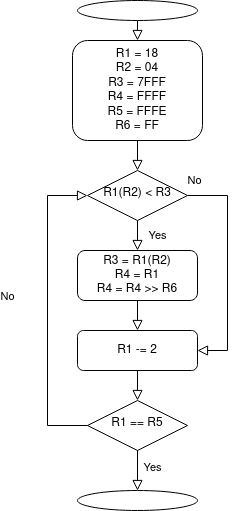 R1 = 18
R2 = 04
R3 = 7FFF
R4 = FFFF
R5 = FFFE
R6 = FF
R1(R2) < R3
No
Yes
R3 = R1(R2)
R4 = R1
R4 = R4 >> R6
No
R1 -= 2
R1 == R5
Yes